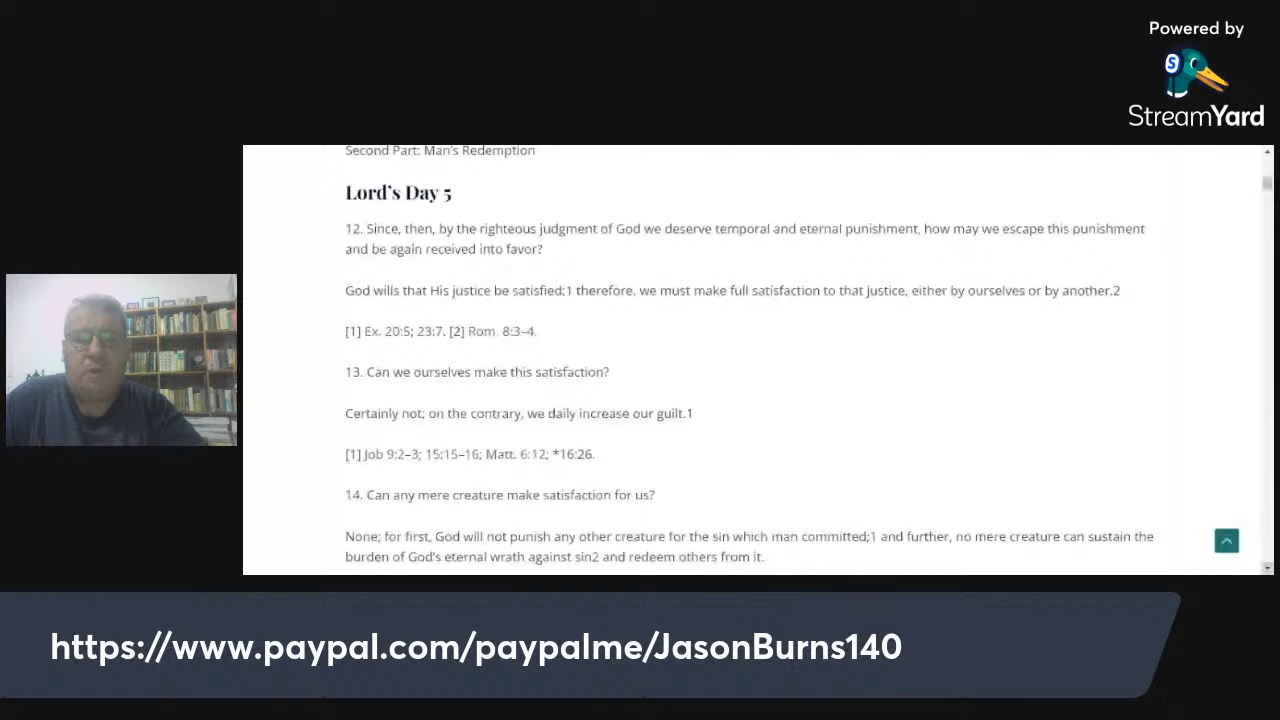 Powered by
StreamYard
Second Part: Man's Redemption
Lord's Day 5
12. Since, then, by the righteous judgment of God we deserve temporal and eternal punishment, how may we escape this punishment
and be again received into favor?
God wills that His justice be satisfied;1 therefore, we must make full satisfaction to that justice, either by ourselves or by another.2
[1] Ex. 20:5; 23:7. [2] Rom. 8:3–4.
13. Can we ourselves make this satisfaction?
Certainly not; on the contrary, we daily increase our guilt.1
[1] Job 9:2–3; 15:15–16; Matt. 6:12; *16:26.
14. Can any mere creature make satisfaction for us?
None; for first, God will not punish any other creature for the sin which man committed;1 and further, no mere creature can sustain the
burden of God's eternal wrath against sin2 and redeem others from it.
https://www.paypal.com/paypalme/JasonBurns140